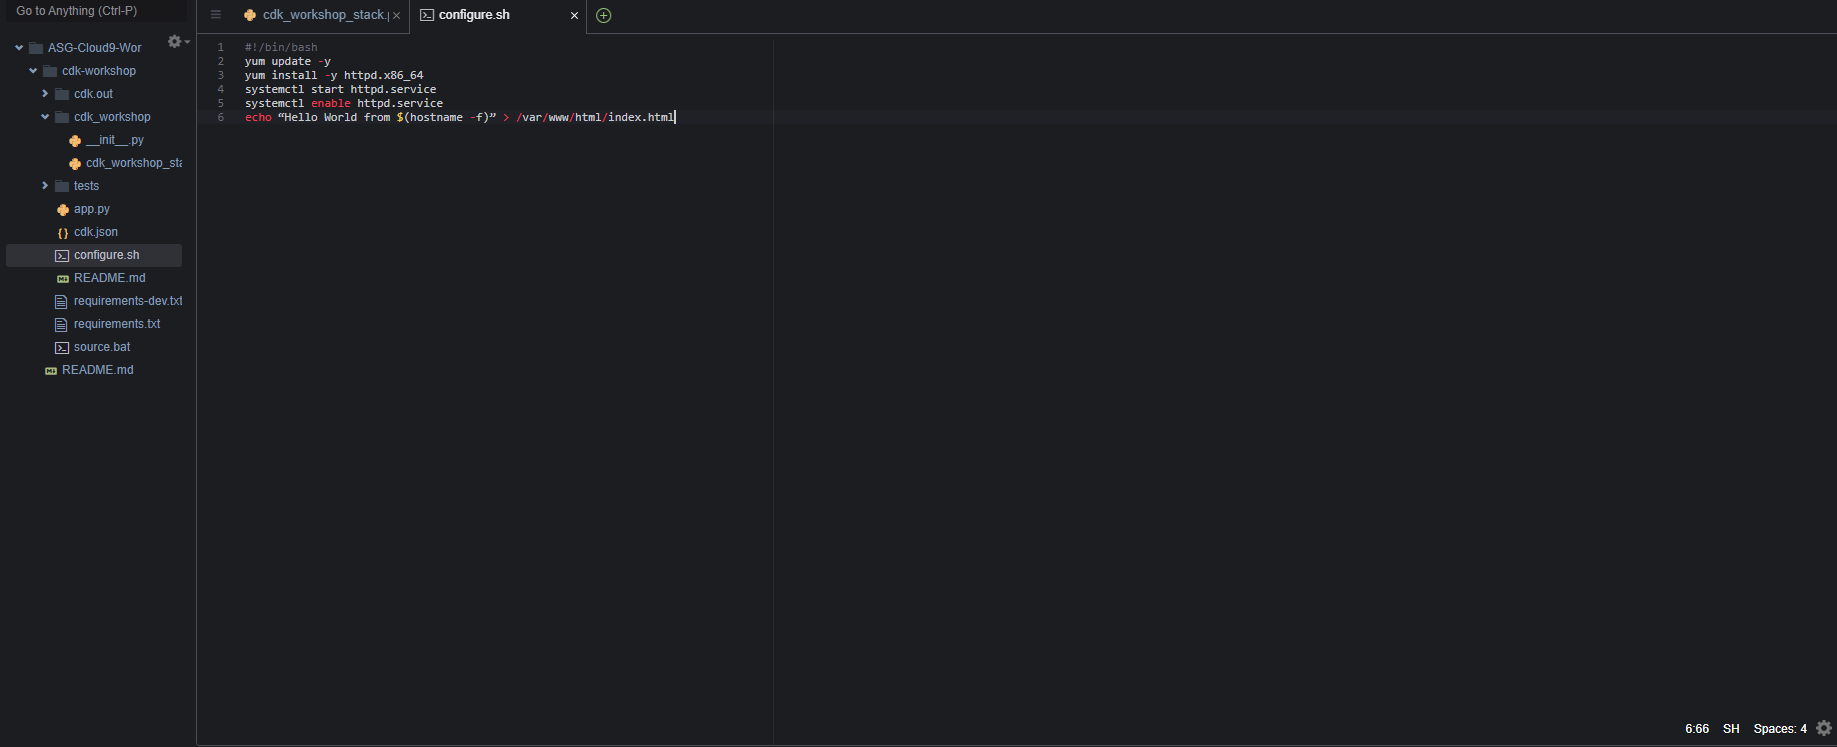 Go to Anything (Ctrl-P)
ASG-Cloud9-Wor
cdk-workshop
cdk.out
cdk_workshop
__init__.py
cdk_workshop_sta
tests
app.py
cdk.json
configure.sh
README.md
requirements-dev.txt
requirements.txt
source.bat
README.md
cdk_workshop_stack.p
configure.sh
1 #!/bin/bash
2 yum update -y
3 yum install -y httpd.x86_64
4 systemctl start httpd.service
5 systemctl enable httpd.service
6 echo “Hello World from $(hostname -f)” > /var/www/html/index.html
6:66 SH Spaces: 4